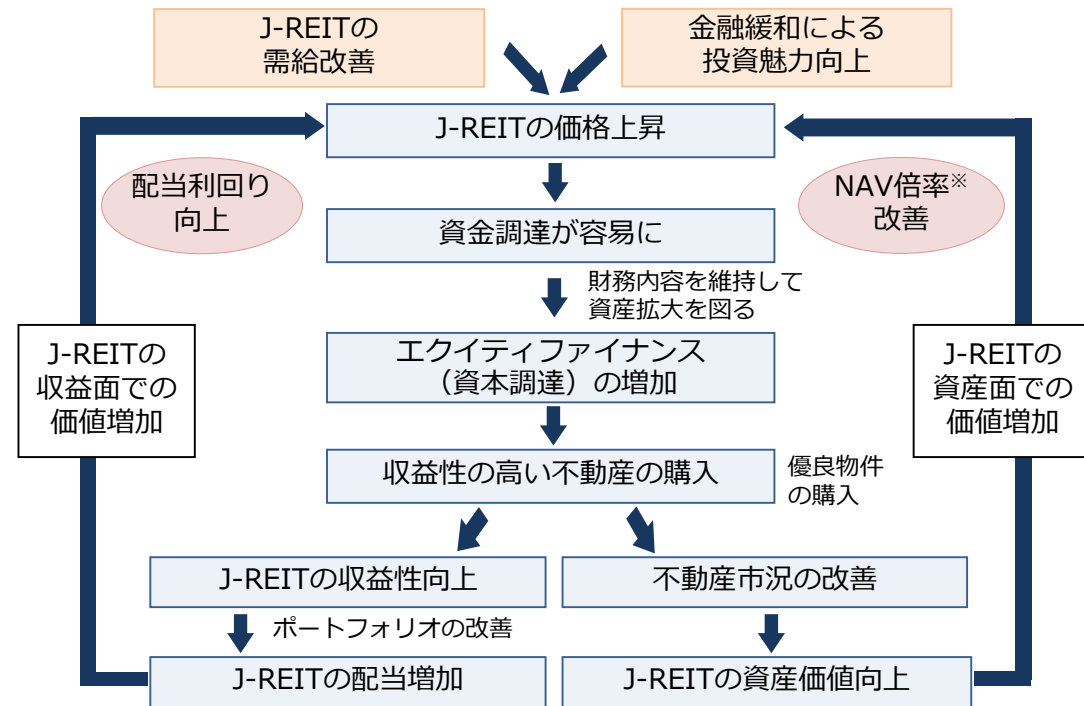 J-REITの
需給改善
金融緩和による
投資魅力向上
J-REITの価格上昇
配当利回り
向上
NAV倍率※
改善
資金調達が容易に
財務内容を維持して
資産拡大を図る
J-REITの
収益面での
価値増加
エクイティファイナンス
（資本調達）の増加
J-REITの
資産面での
価値増加
収益性の高い不動産の購入
優良物件
の購入
J-REITの収益性向上
不動産市況の改善
ポートフォリオの改善
J-REITの配当増加
J-REITの資産価値向上